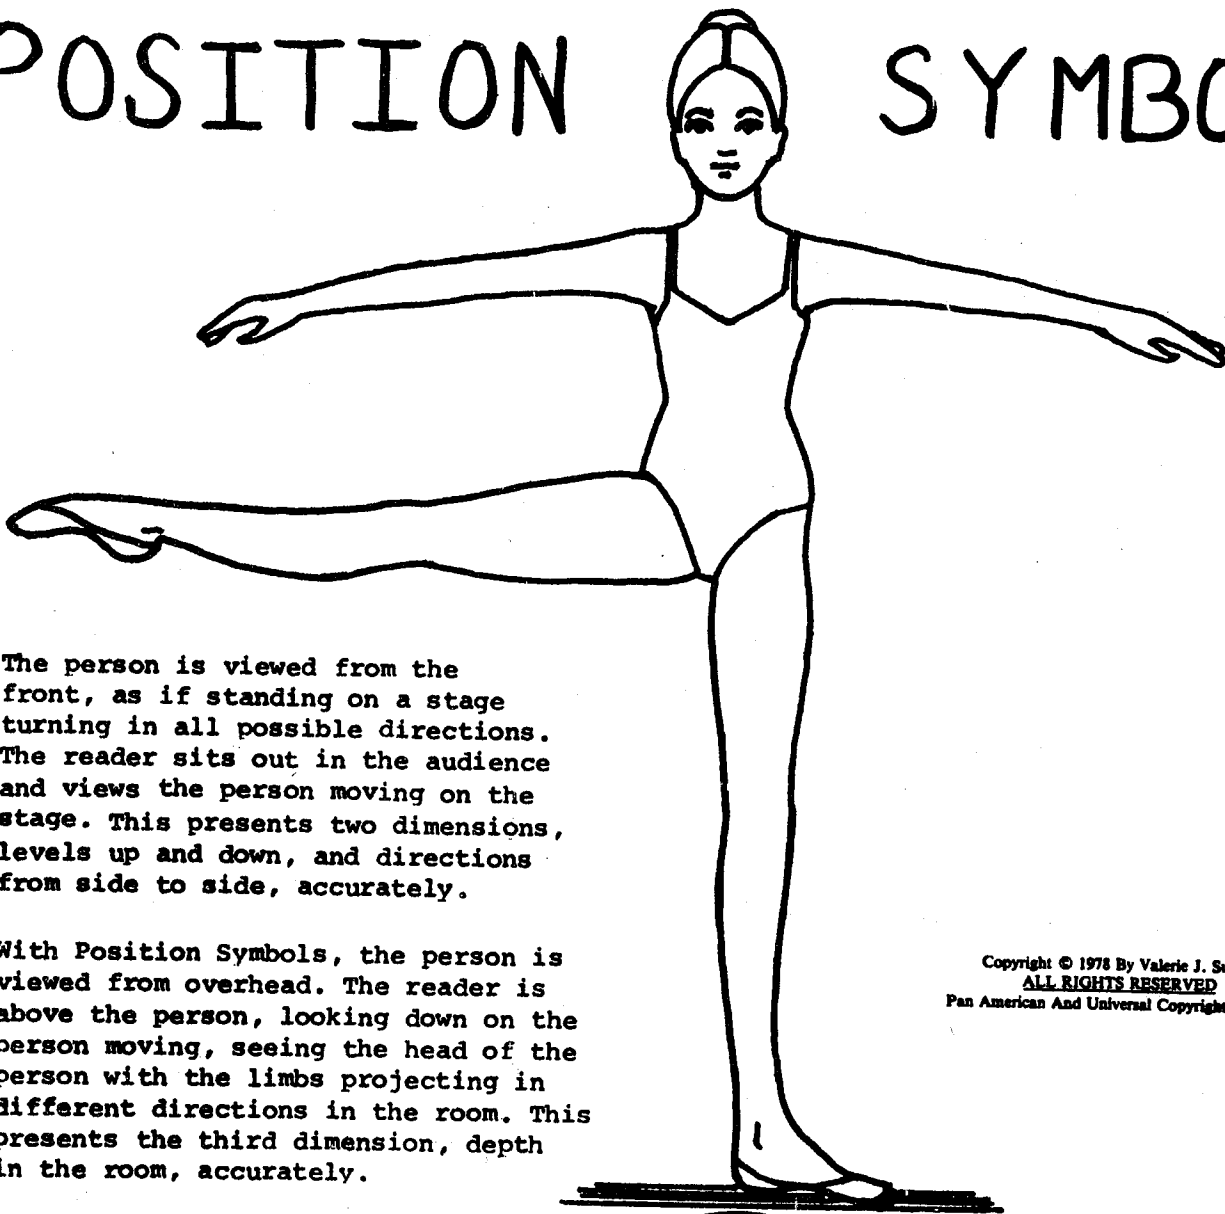 POSITION SYMBO
The person is viewed from the
front, as if standing on a stage
turning in all possible directions.
The reader sits out in the audience
and views the person moving on the
stage. This presents two dimensions,
levels up and down, and directions
from side to side, accurately.
With Position Symbols, the person is
viewed from overhead. The reader is
above the person, looking down on the
person moving, seeing the head of the
person with the limbs projecting in
different directions in the room. This
presents the third dimension, depth
in the room, accurately.
Copyright © 1978 By Valerie J. Su
ALL RIGHTS RESERVED
Pan American And Universal Copyright